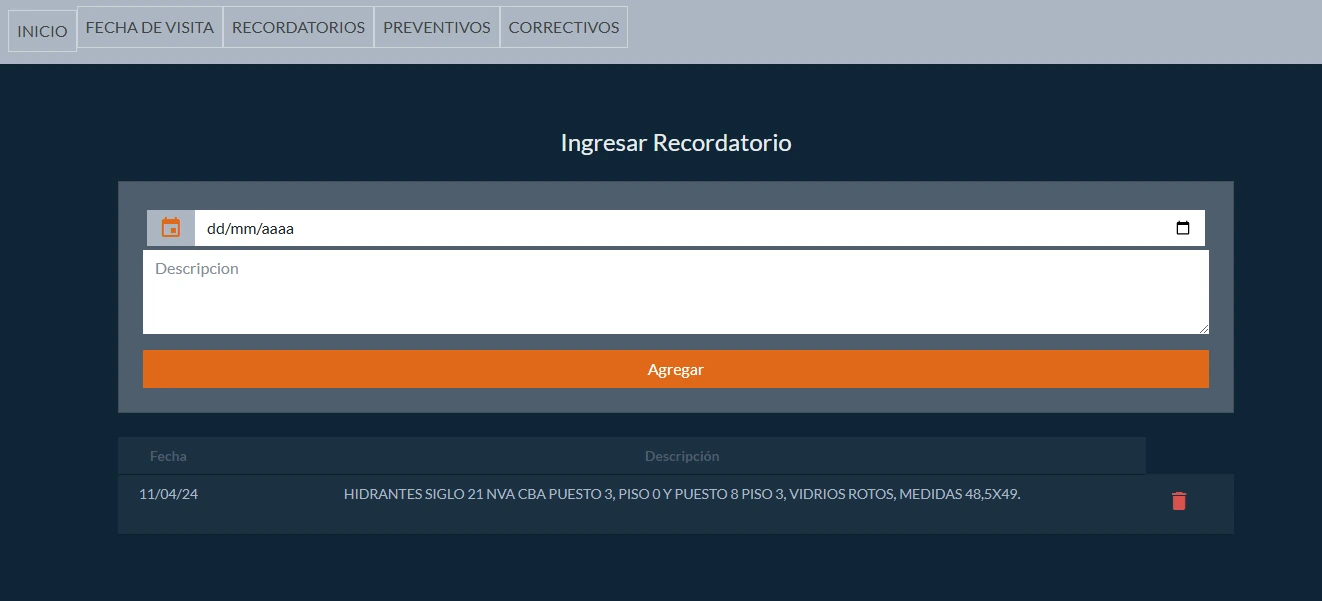 INICIO FECHA DE VISITA RECORDATORIOS PREVENTIVOS CORRECTIVOS
Ingresar Recordatorio
dd/mm/aaaa
Descripcion
Agregar
Fecha Descripción
11/04/24 HIDRANTES SIGLO 21 NVA CBA PUESTO 3, PISO 0 Y PUESTO 8 PISO 3, VIDRIOS ROTOS, MEDIDAS 48,5X49.